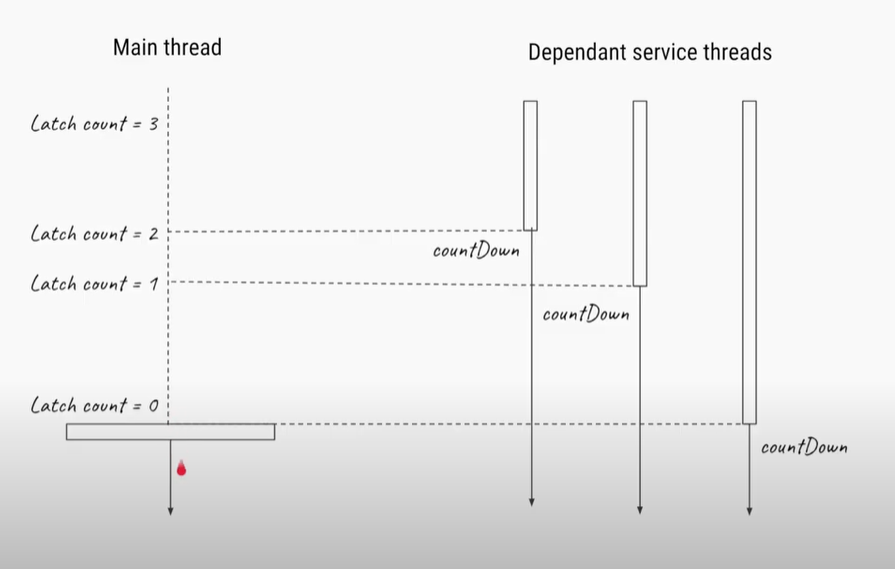 Main thread
Dependant service threads
Latch count = 3
Latch count = 2
countDown
Latch count = 1
countDown
Latch count = 0
countDown